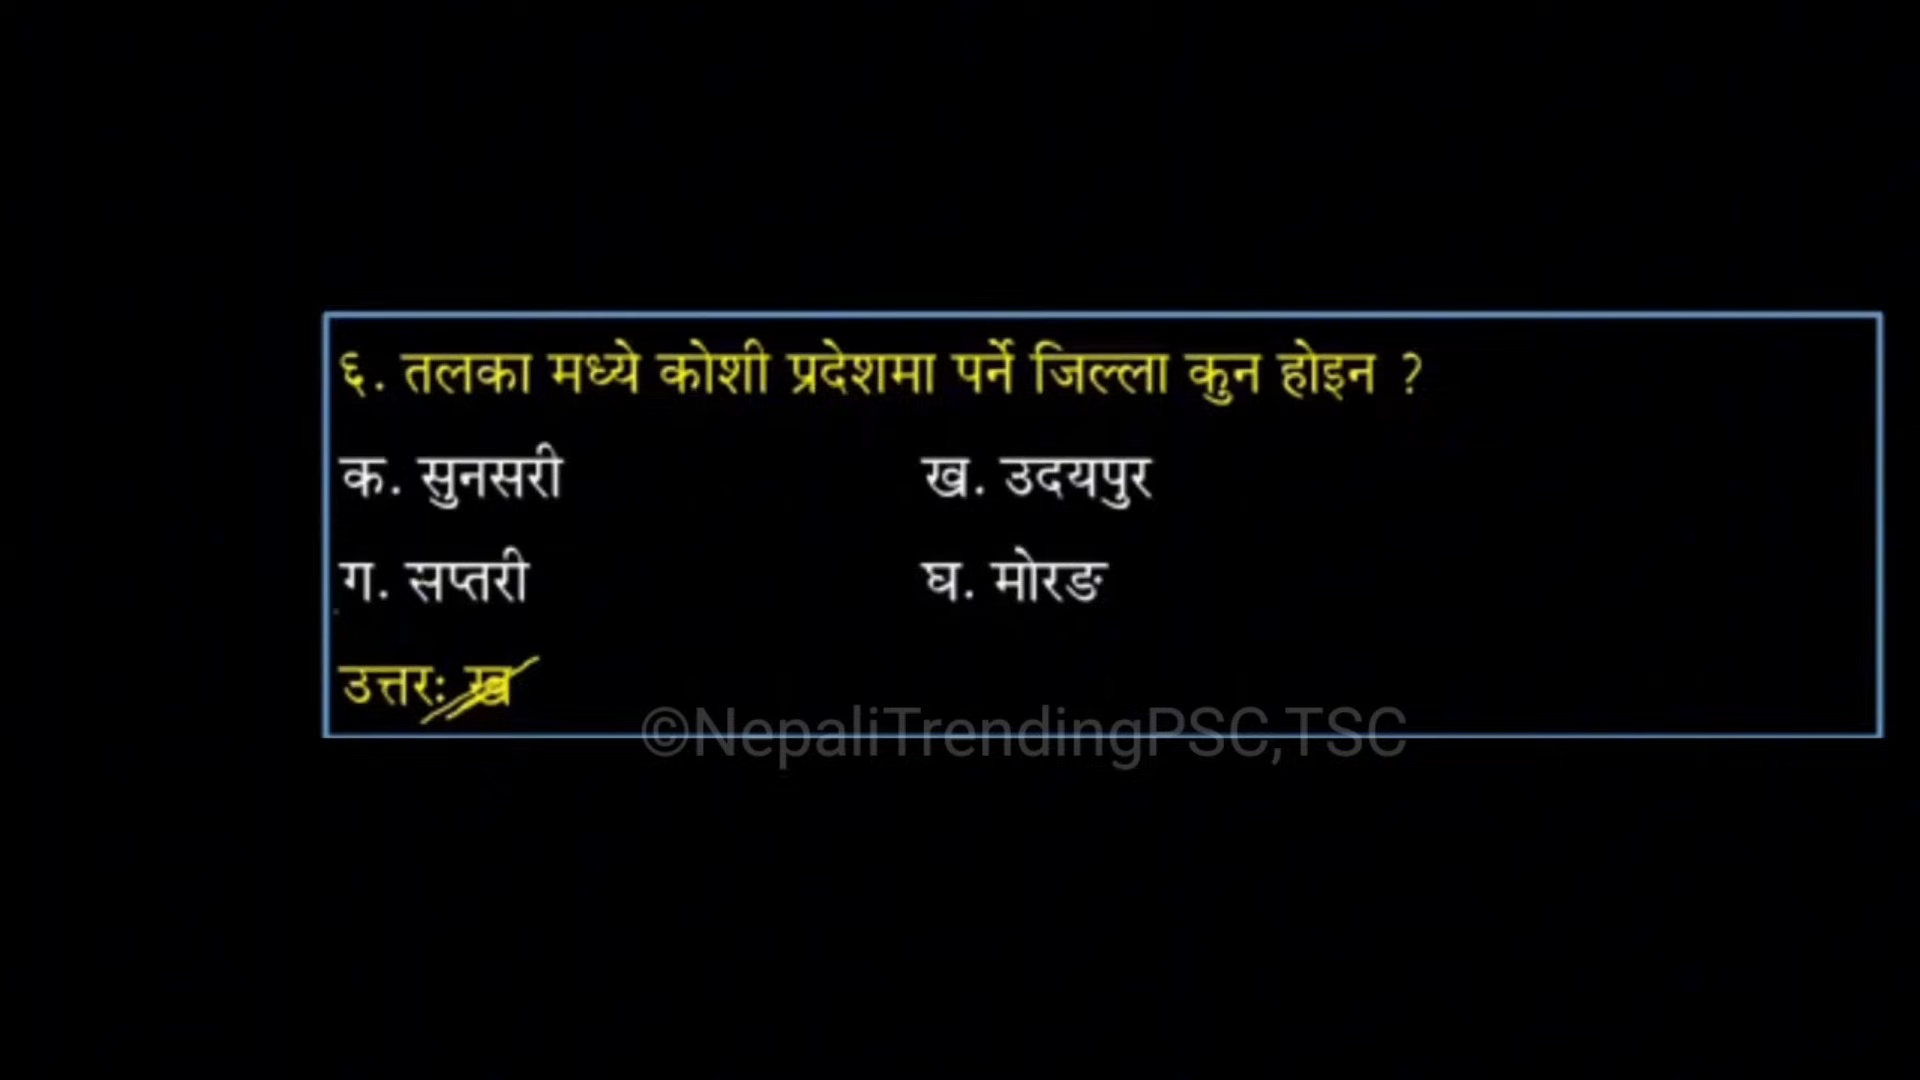 ६. तलका मध्ये कोशी प्रदेशमा पर्ने जिल्ला कुन होइन ?
क. सुनसरी ख. उदयपुर
ग. सप्तरी घ. मोरङ
उत्तरः ख
©NepaliTrendingPSC,TSC